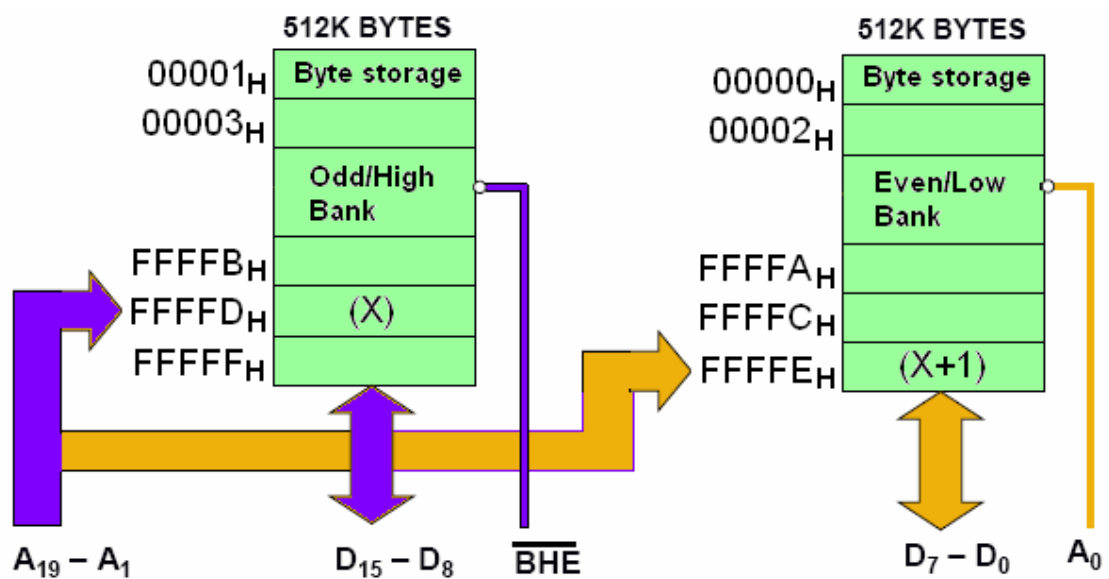 512K BYTES
00001H
Byte storage
00003H
Odd/High
Bank
FFFFBH
FFFFDH
(X)
FFFFFH
512K BYTES
00000H
Byte storage
00002H
Even/Low
Bank
FFFFAH
FFFFCH
FFFFEH
(X+1)
A19 – A1
D15 – D8
BHE
D7 – D0
A0